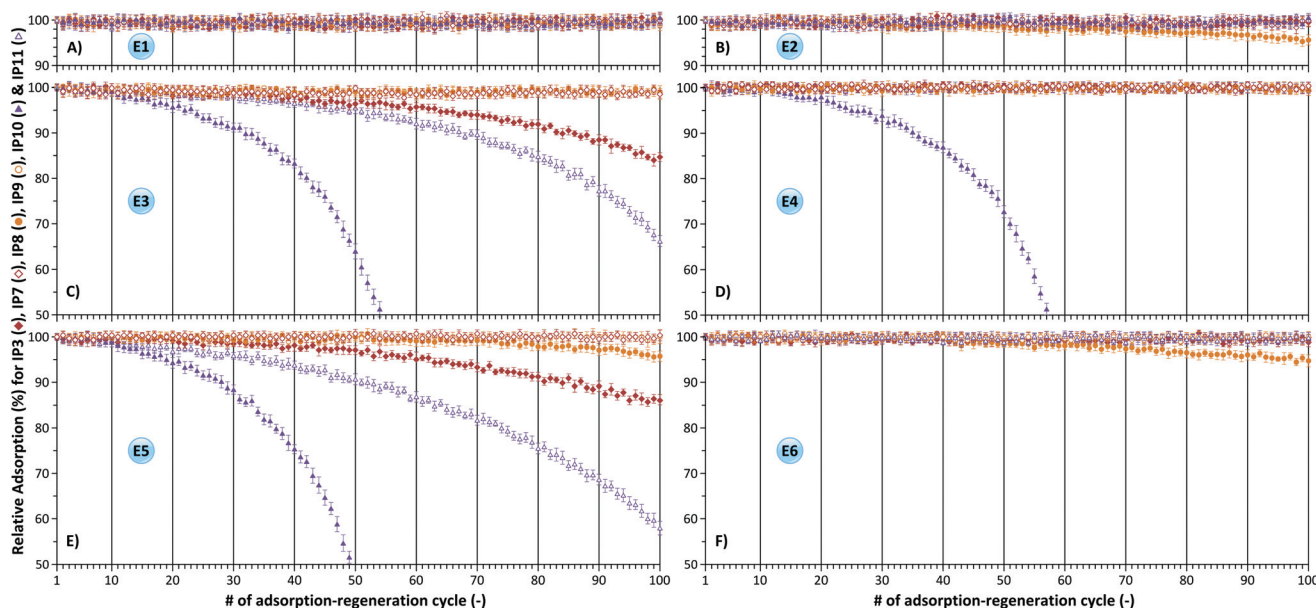 Relative Adsorption (%) for IP3 (◆), IP7 (◇), IP8 (●), IP9 (○), IP10 (▲) & IP11 (△)
100
90
A)
E1
100
90
B)
E2
100
90
80
70
60
50
C)
E3
100
90
80
70
60
50
D)
E4
100
90
80
70
60
50
E)
E5
1 10 20 30 40 50 60 70 80 90 100
# of adsorption-regeneration cycle (-)
100
90
80
70
60
50
F)
E6
1 10 20 30 40 50 60 70 80 90 100
# of adsorption-regeneration cycle (-)